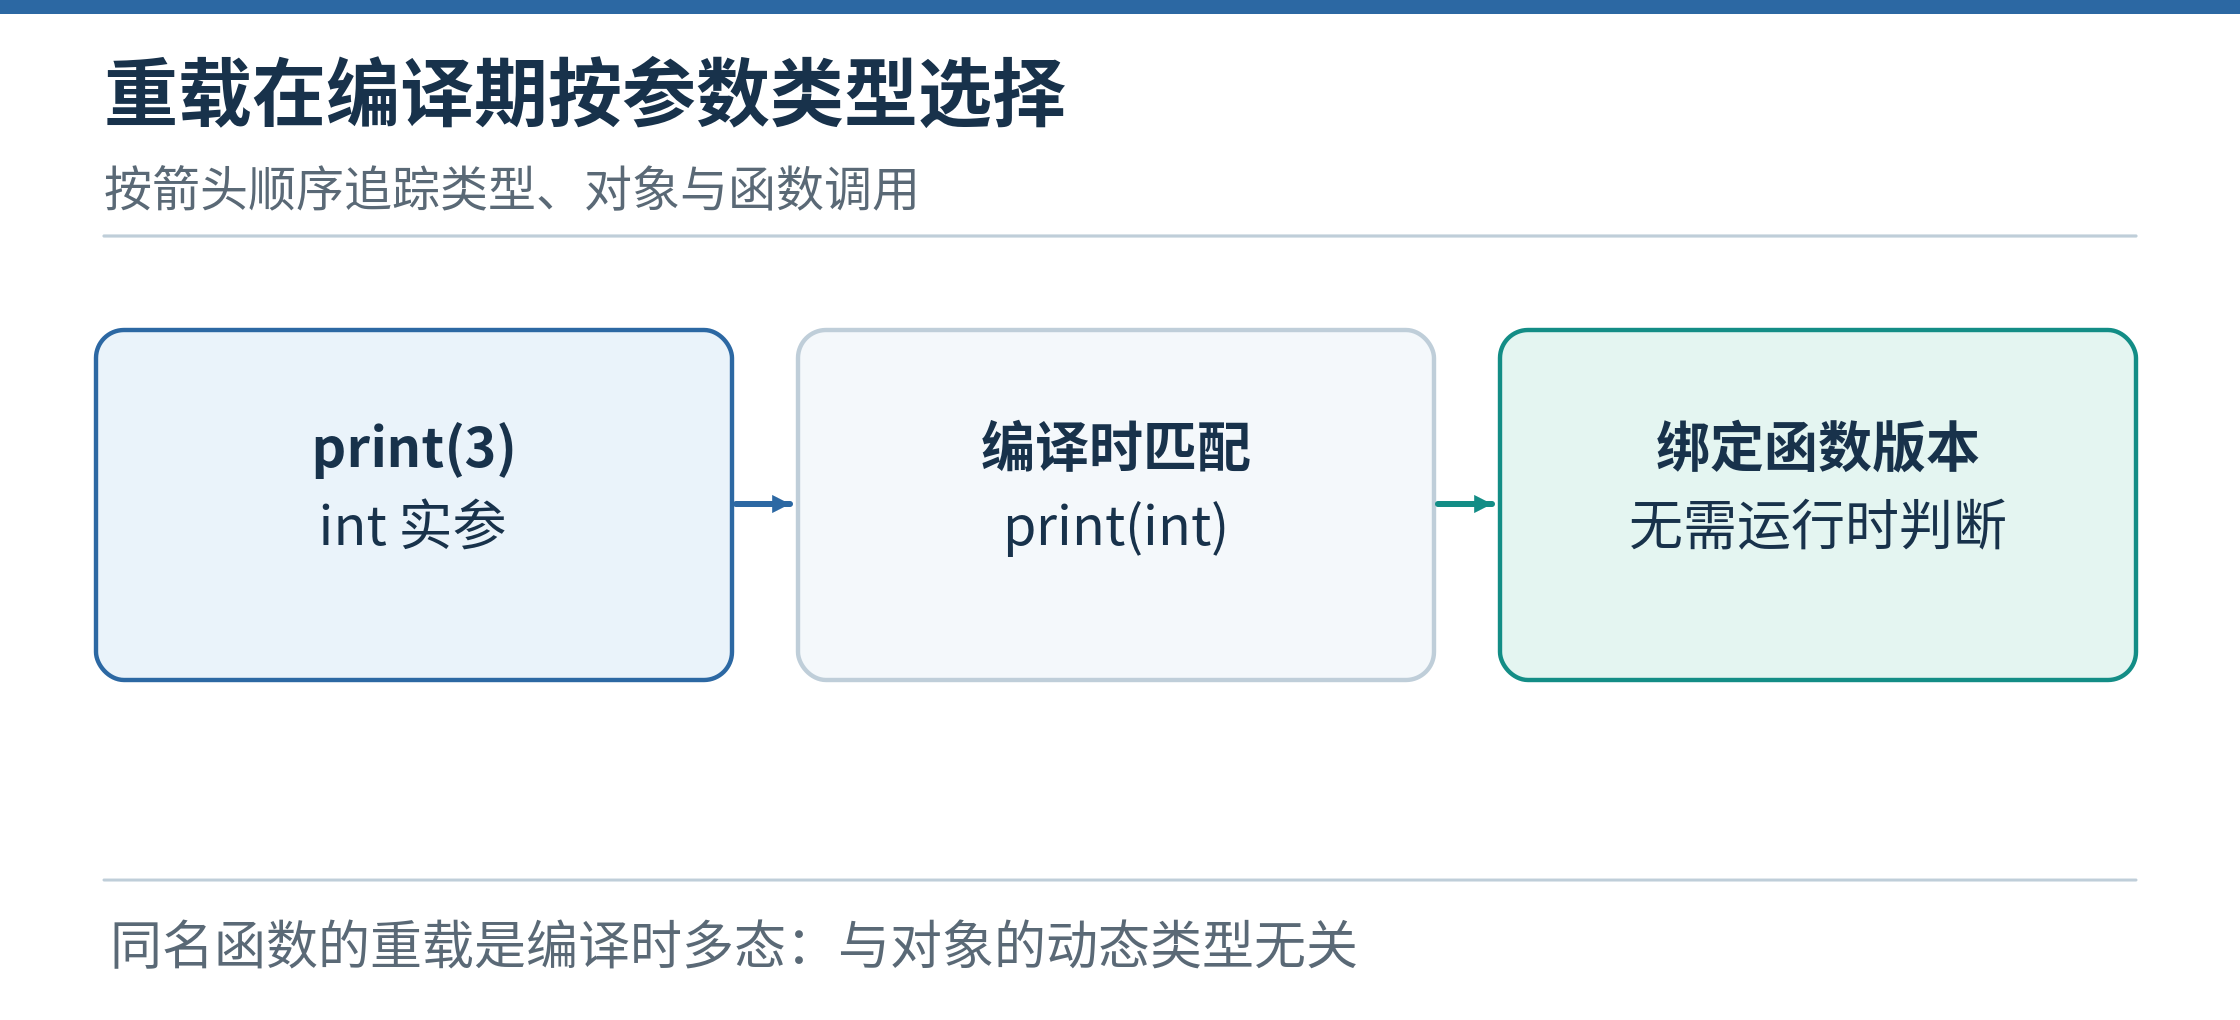 重载在编译期按参数类型选择
按箭头顺序追踪类型、对象与函数调用
print(3)
int 实参
编译时匹配
print(int)
绑定函数版本
无需运行时判断
同名函数的重载是编译时多态：与对象的动态类型无关